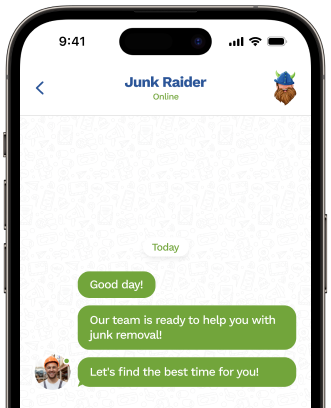 9:41
Junk Raider
Online
Today
Good day!
Our team is ready to help you with
junk removal!
Let's find the best time for you!